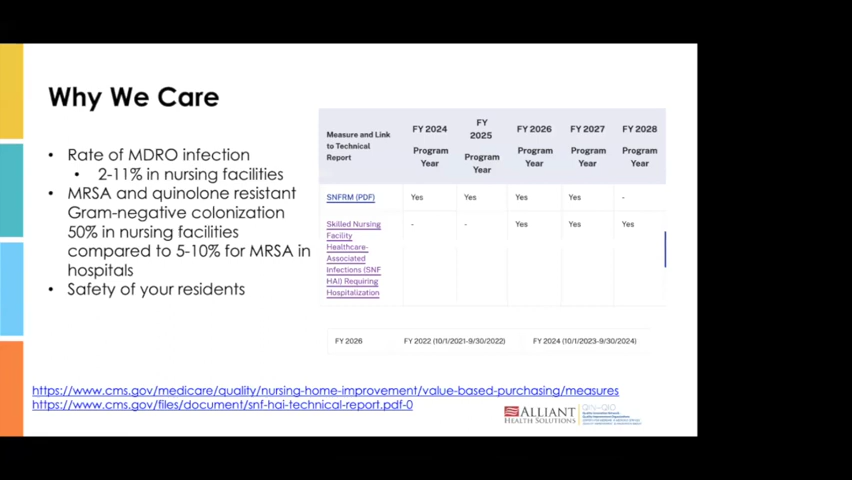 Why We Care
• Rate of MDRO infection
• 2-11% in nursing facilities
• MRSA and quinolone resistant
Gram-negative colonization
50% in nursing facilities
compared to 5-10% for MRSA in
hospitals
• Safety of your residents
Measure and Link
to Technical
Report
FY 2024
Program
Year
FY
2025
Program
Year
FY 2026
Program
Year
FY 2027
Program
Year
FY 2028
Program
Year
SNFRM (PDF) Yes Yes Yes Yes -
Skilled Nursing - - Yes Yes Yes
Facility
Healthcare-
Associated
Infections (SNF
HAI) Requiring
Hospitalization
FY 2026 FY 2022 (10/1/2021-9/30/2022) FY 2024 (10/1/2023-9/30/2024)
https://www.cms.gov/medicare/quality/nursing-home-improvement/value-based-purchasing/measures
https://www.cms.gov/files/document/snf-hai-technical-report.pdf-0
ALLIANT
HEALTH SOLUTIONS